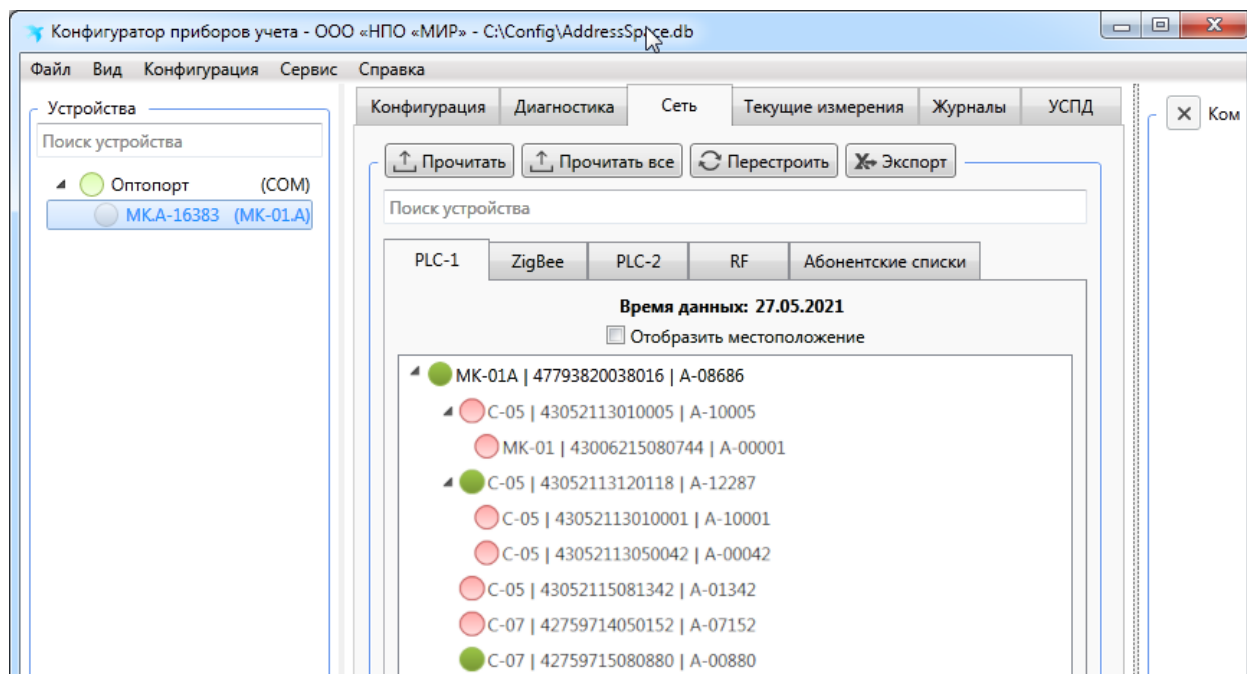 Конфигуратор приборов учета - ООО «НПО «МИР» - C:\Config\AddressSpace.db
Файл Вид Конфигурация Сервис Справка
Устройства
Поиск устройства
Оптопорт (COM)
МК.А-16383 (МК-01.А)
Конфигурация Диагностика Сеть Текущие измерения Журналы УСПД
Прочитать Прочитать все Перестроить Экспорт
Поиск устройства
PLC-1 ZigBee PLC-2 RF Абонентские списки
Время данных: 27.05.2021
Отобразить местоположение
МК-01А | 47793820038016 | А-08686
С-05 | 43052113010005 | А-10005
МК-01 | 43006215080744 | А-00001
С-05 | 43052113120118 | А-12287
С-05 | 43052113010001 | А-10001
С-05 | 43052113050042 | А-00042
С-05 | 43052115081342 | А-01342
С-07 | 42759714050152 | А-07152
С-07 | 42759715080880 | А-00880
Ком